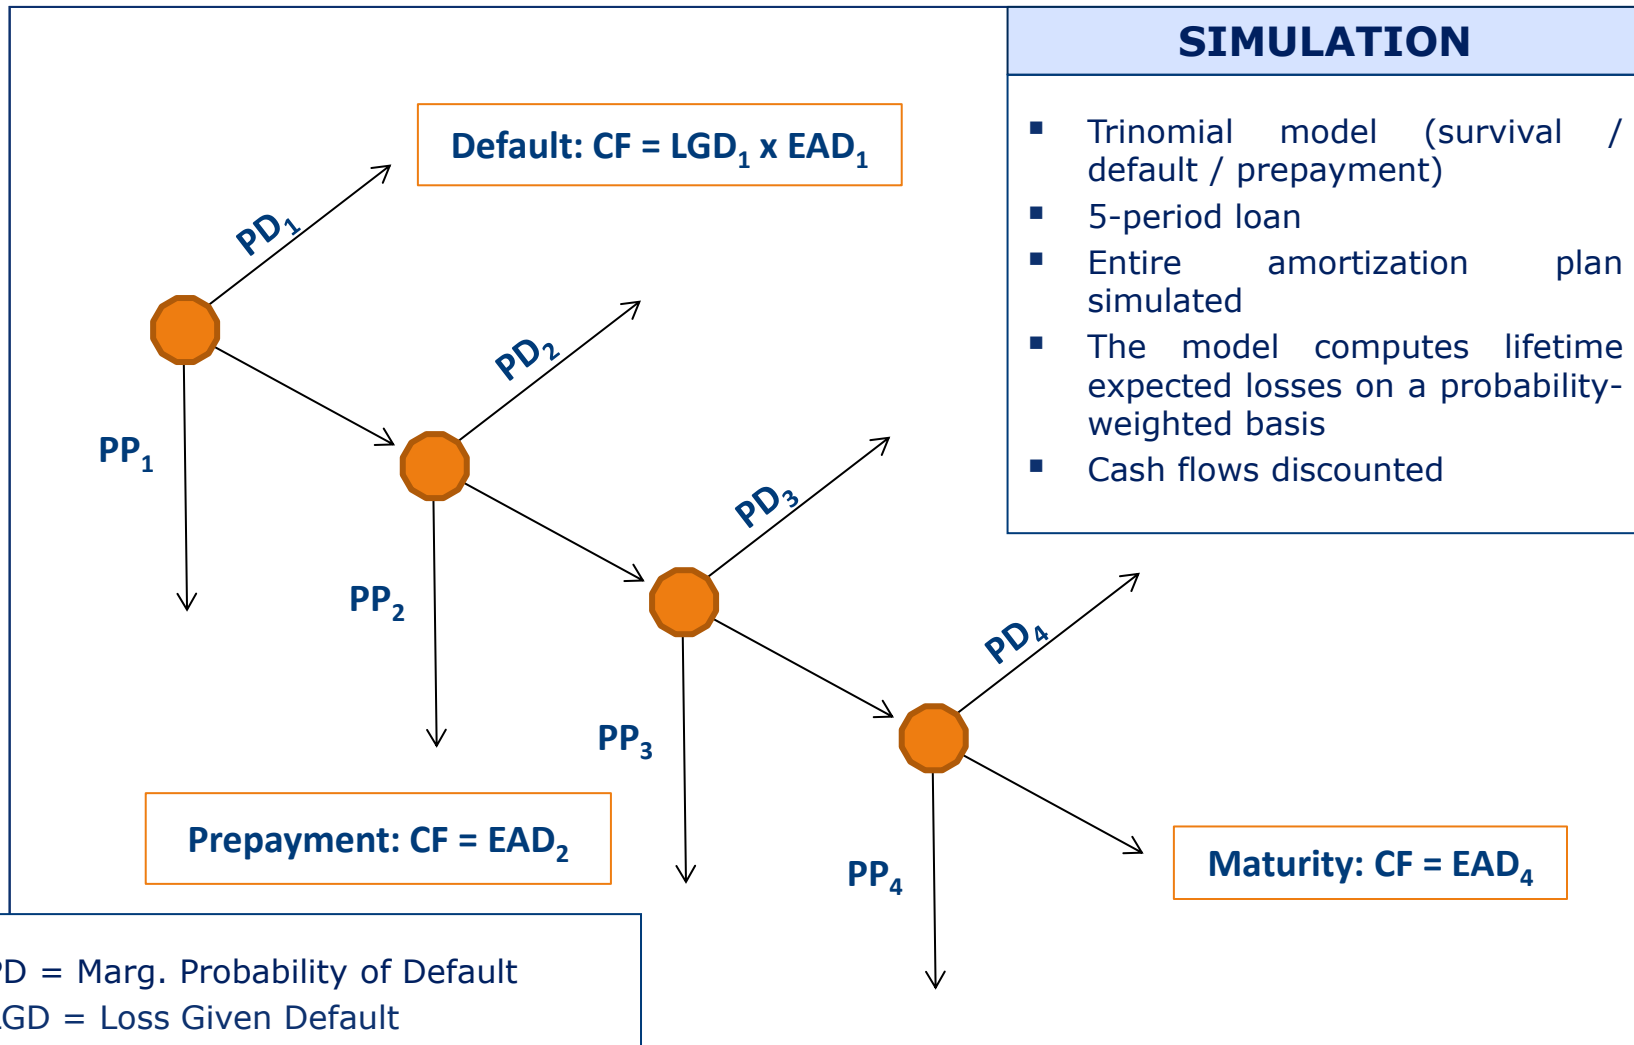 SIMULATION
Default: CF = LGD₁ x EAD₁
▪ Trinomial model (survival /
default / prepayment)
▪ 5-period loan
▪ Entire amortization plan
simulated
▪ The model computes lifetime
expected losses on a probability-
weighted basis
▪ Cash flows discounted
PD₁
PP₁
PD₂
PP₂
PD₃
PP₃
PD₄
PP₄
Prepayment: CF = EAD₂
Maturity: CF = EAD₄
PD = Marg. Probability of Default
LGD = Loss Given Default